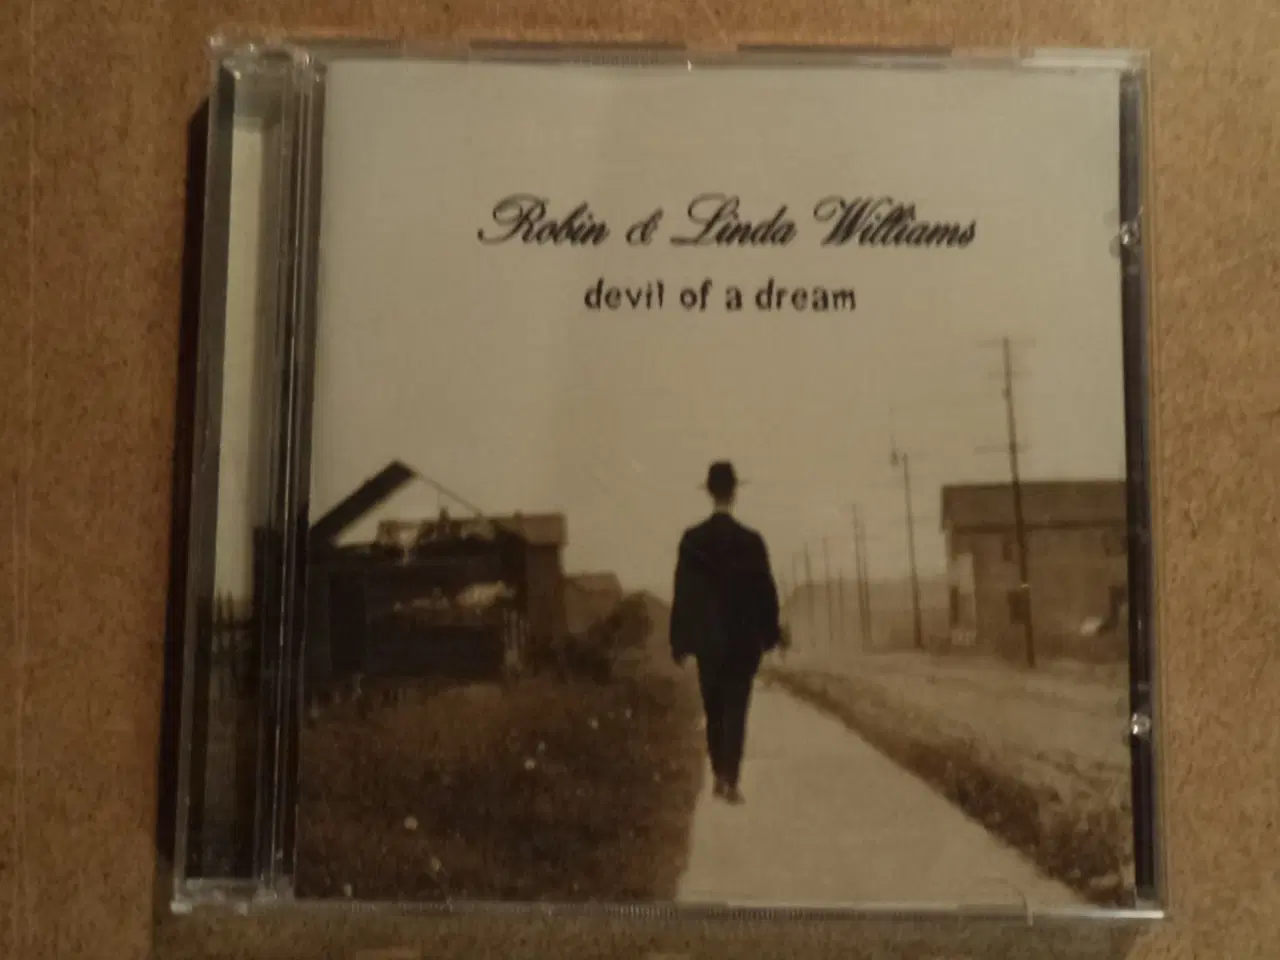 Robin & Linda Williams
devil of a dream